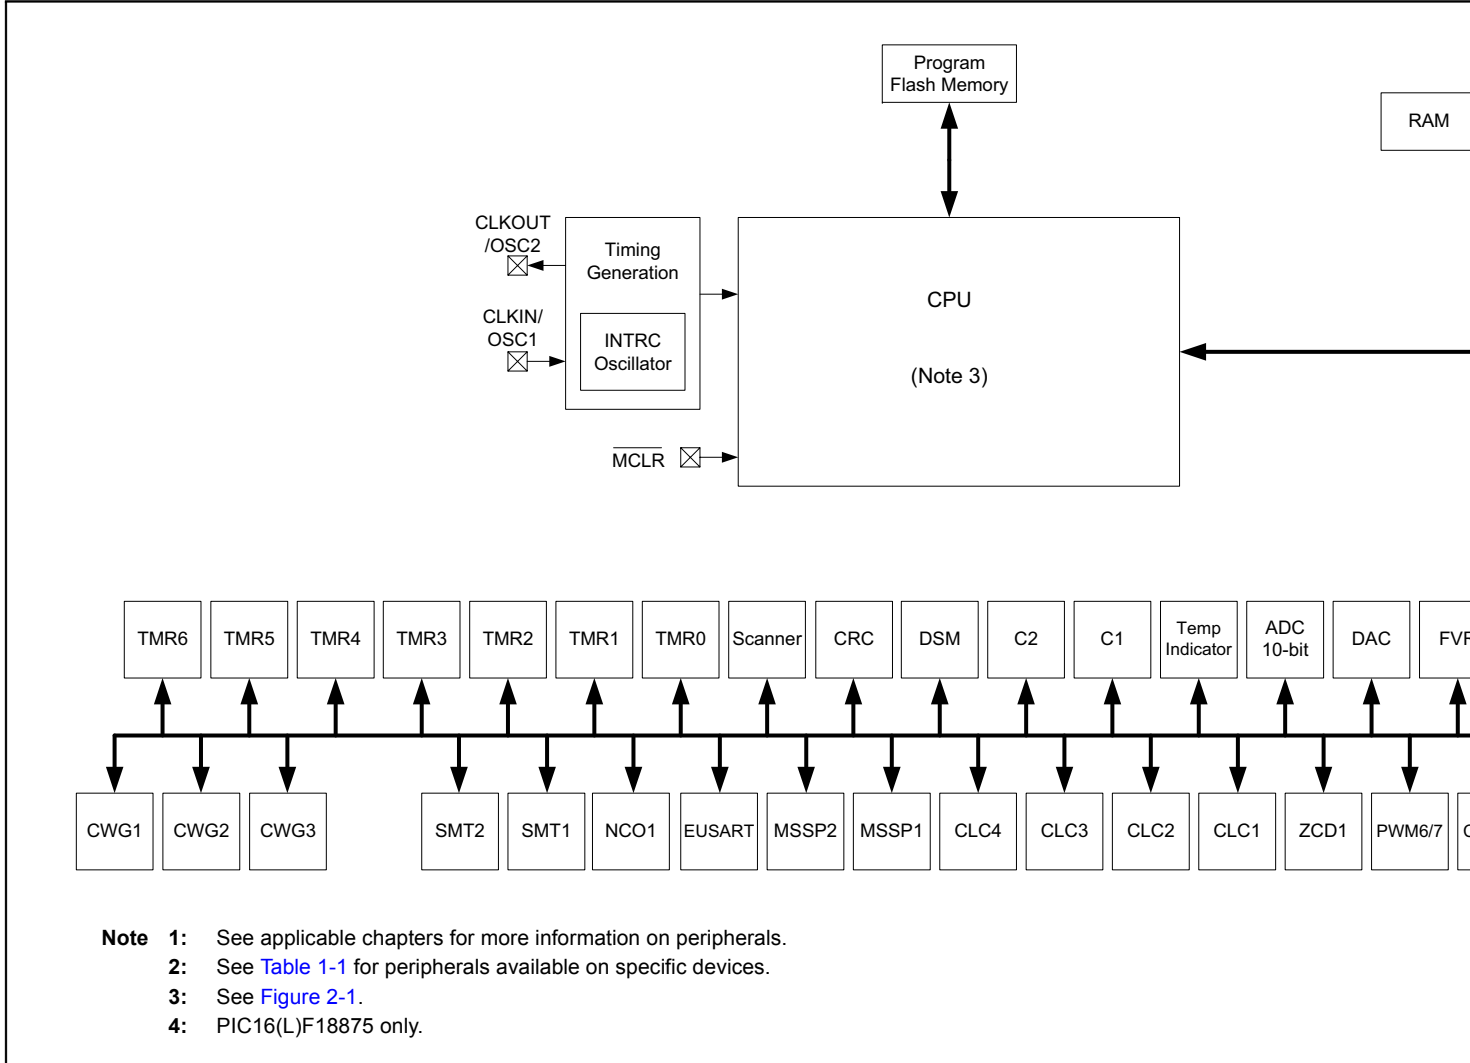 Program
Flash Memory
RAM
CLKOUT
/OSC2
Timing
Generation
CLKIN/
OSC1
INTRC
Oscillator
CPU
(Note 3)
MCLR
TMR6 TMR5 TMR4 TMR3 TMR2 TMR1 TMR0 Scanner CRC DSM C2 C1 Temp Indicator ADC 10-bit DAC
CWG1 CWG2 CWG3 SMT2 SMT1 NCO1 EUSART MSSP2 MSSP1 CLC4 CLC3 CLC2 CLC1 ZCD1 PWM6/7
Note 1: See applicable chapters for more information on peripherals.
2: See Table 1-1 for peripherals available on specific devices.
3: See Figure 2-1.
4: PIC16(L)F18875 only.